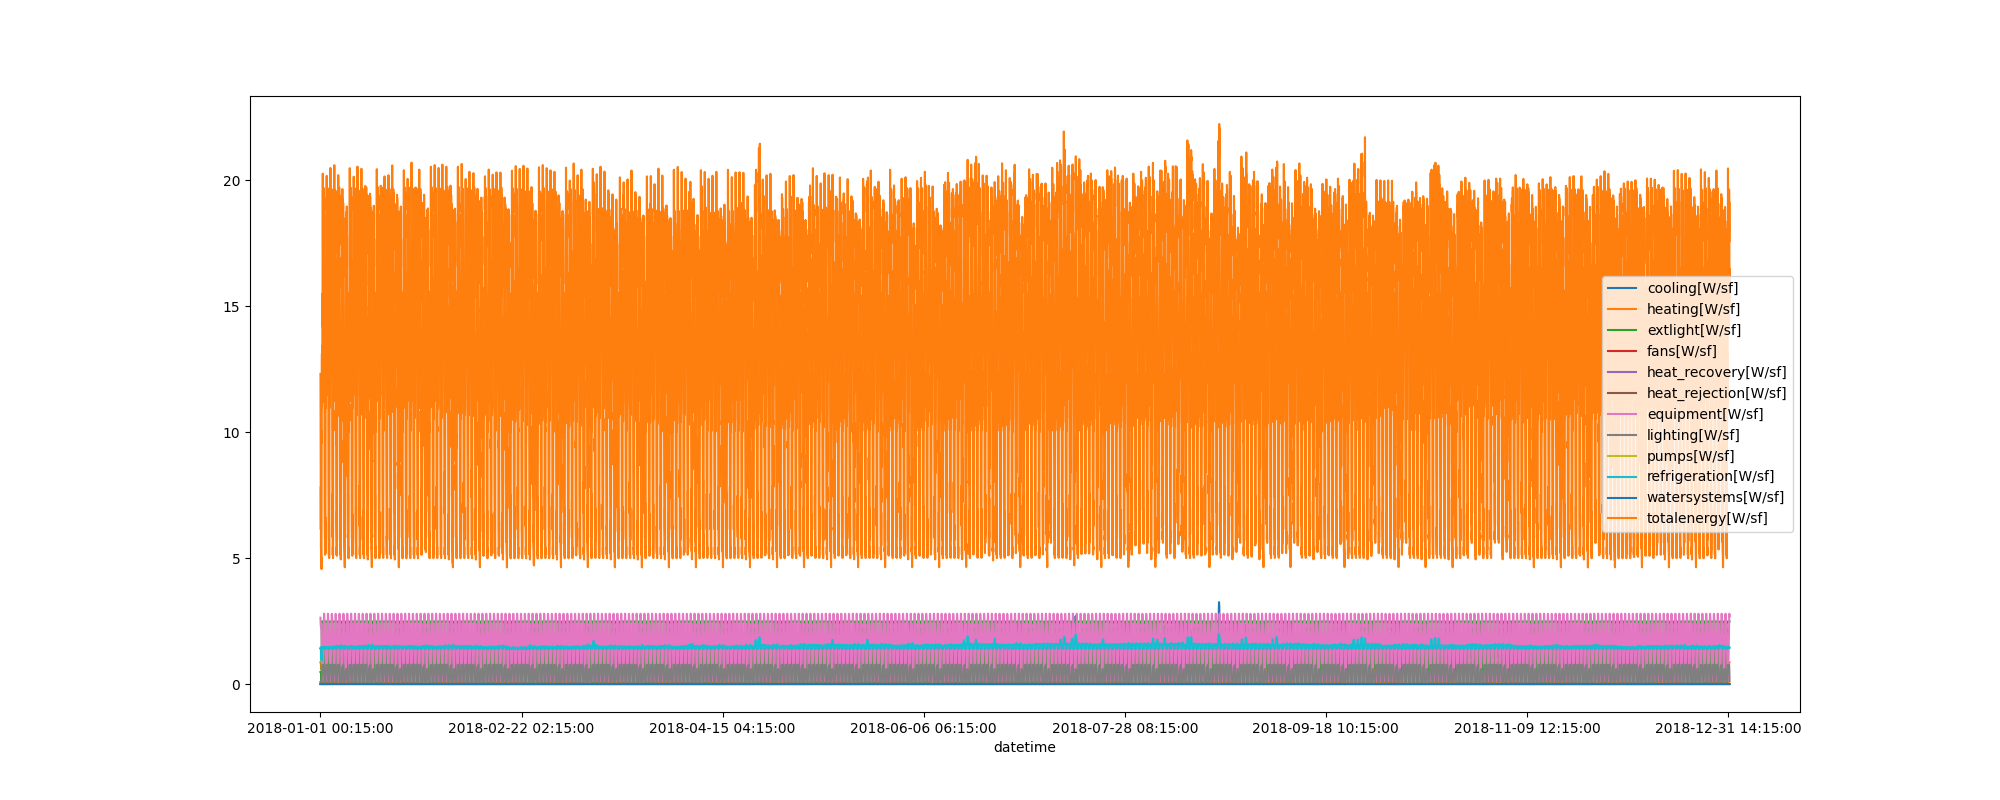 20
15
10
5
0
cooling[W/sf]
heating[W/sf]
extlight[W/sf]
fans[W/sf]
heat_recovery[W/sf]
heat_rejection[W/sf]
equipment[W/sf]
lighting[W/sf]
pumps[W/sf]
refrigeration[W/sf]
watersystems[W/sf]
totalenergy[W/sf]
2018-01-01 00:15:00 2018-02-22 02:15:00 2018-04-15 04:15:00 2018-06-06 06:15:00 2018-07-28 08:15:00 2018-09-18 10:15:00 2018-11-09 12:15:00 2018-12-31 14:15:00
datetime